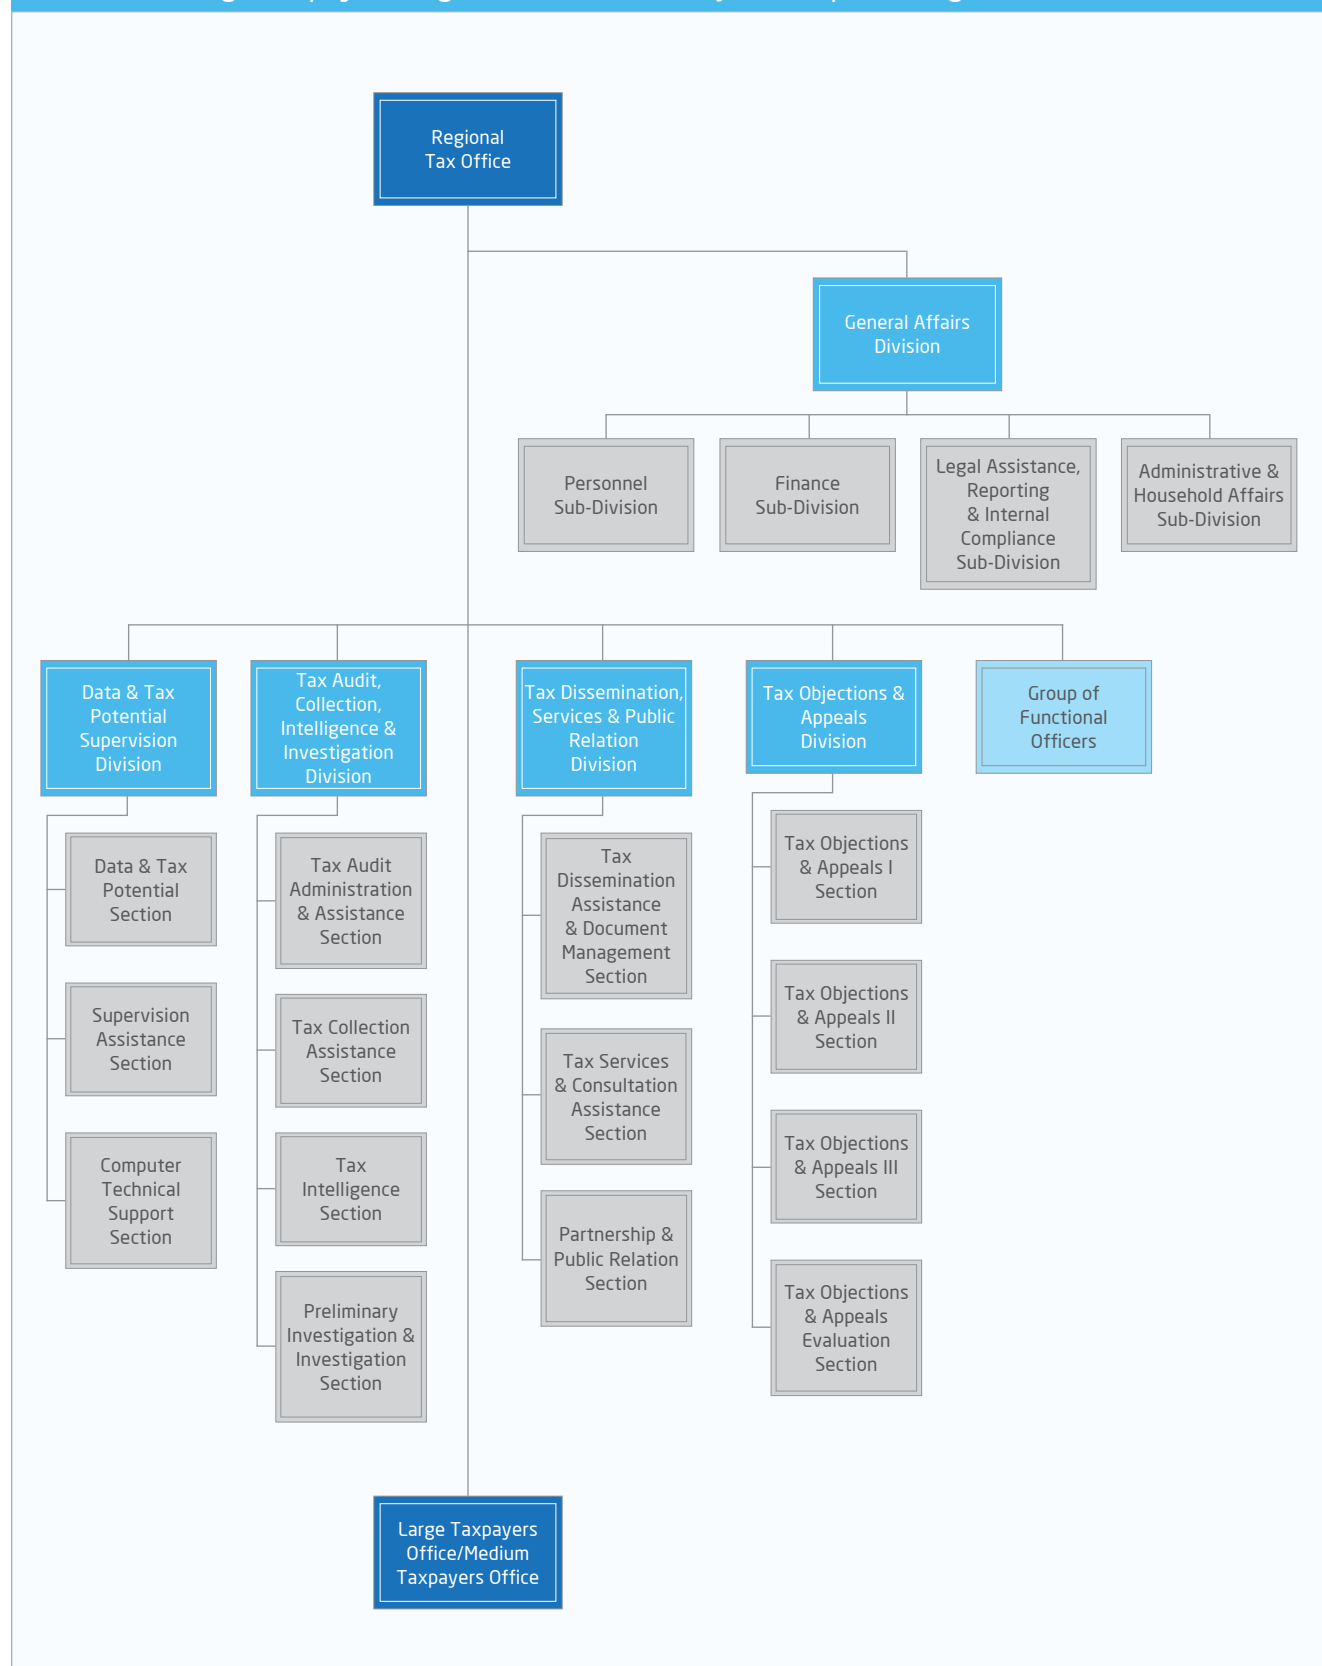 Regional
Tax Office
General Affairs
Division
Personnel
Sub-Division
Finance
Sub-Division
Legal Assistance,
Reporting
& Internal
Compliance
Sub-Division
Administrative &
Household Affairs
Sub-Division
Data & Tax
Potential
Supervision
Division
Tax Audit,
Collection,
Intelligence &
Investigation
Division
Tax Dissemination,
Services & Public
Relation
Division
Tax Objections &
Appeals
Division
Group of
Functional
Officers
Data & Tax
Potential
Section
Supervision
Assistance
Section
Computer
Technical
Support
Section
Tax Audit
Administration
& Assistance
Section
Tax Collection
Assistance
Section
Tax
Intelligence
Section
Preliminary
Investigation &
Investigation
Section
Tax
Dissemination
Assistance
& Document
Management
Section
Tax Services
& Consultation
Assistance
Section
Partnership &
Public Relation
Section
Tax Objections
& Appeals I
Section
Tax Objections
& Appeals II
Section
Tax Objections
& Appeals III
Section
Tax Objections
& Appeals
Evaluation
Section
Large Taxpayers
Office/Medium
Taxpayers Office